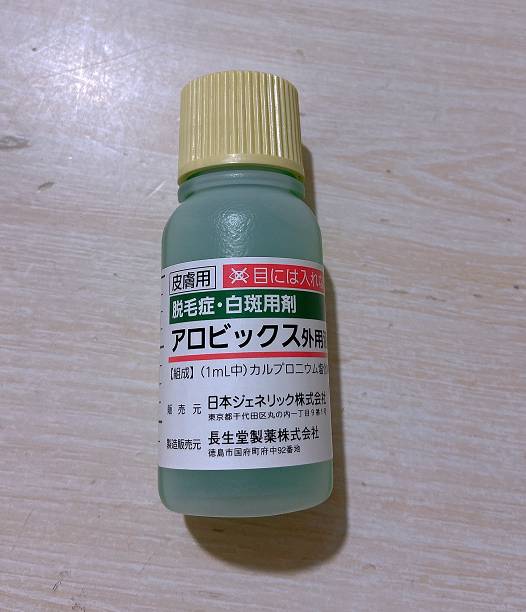 皮膚用 目には入れ
脱毛症・白斑用剤
アロビックス外用
【組成】(1mL中)カルプロニウム塩
販売元 日本ジェネリック株式会社
東京都千代田区丸の内一丁目9番1号
製造販売元 長生堂製薬株式会社
徳島市国府町府中92番地